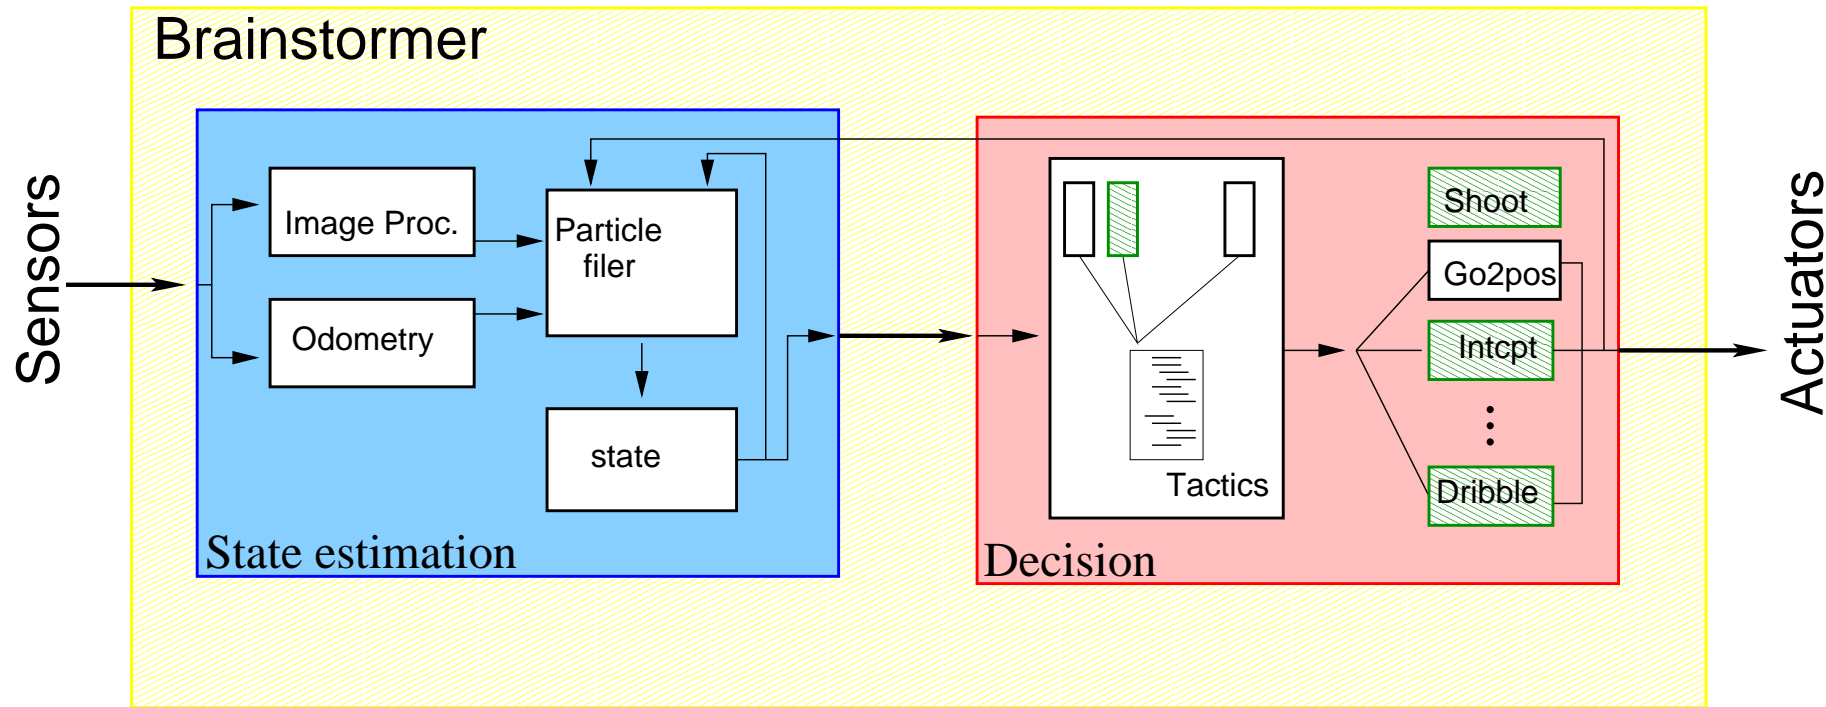 Brainstormer
Sensors
Image Proc.
Odometry
Particle
filer
state
State estimation
Tactics
Decision
Shoot
Go2pos
Intcpt
Dribble
Actuators